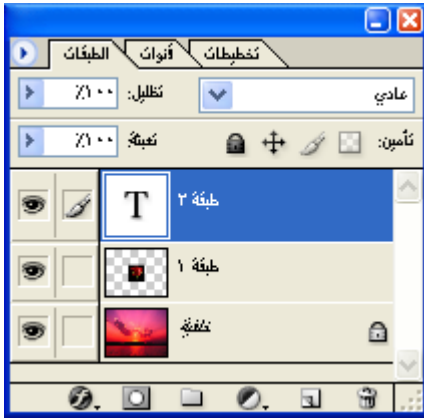 الطبقات قنوات تخطيطات
عادي تظليل: ١٠٠٪
تأمين: تعبئة: ١٠٠٪
T طبقة ٢
طبقة ١
خلفية